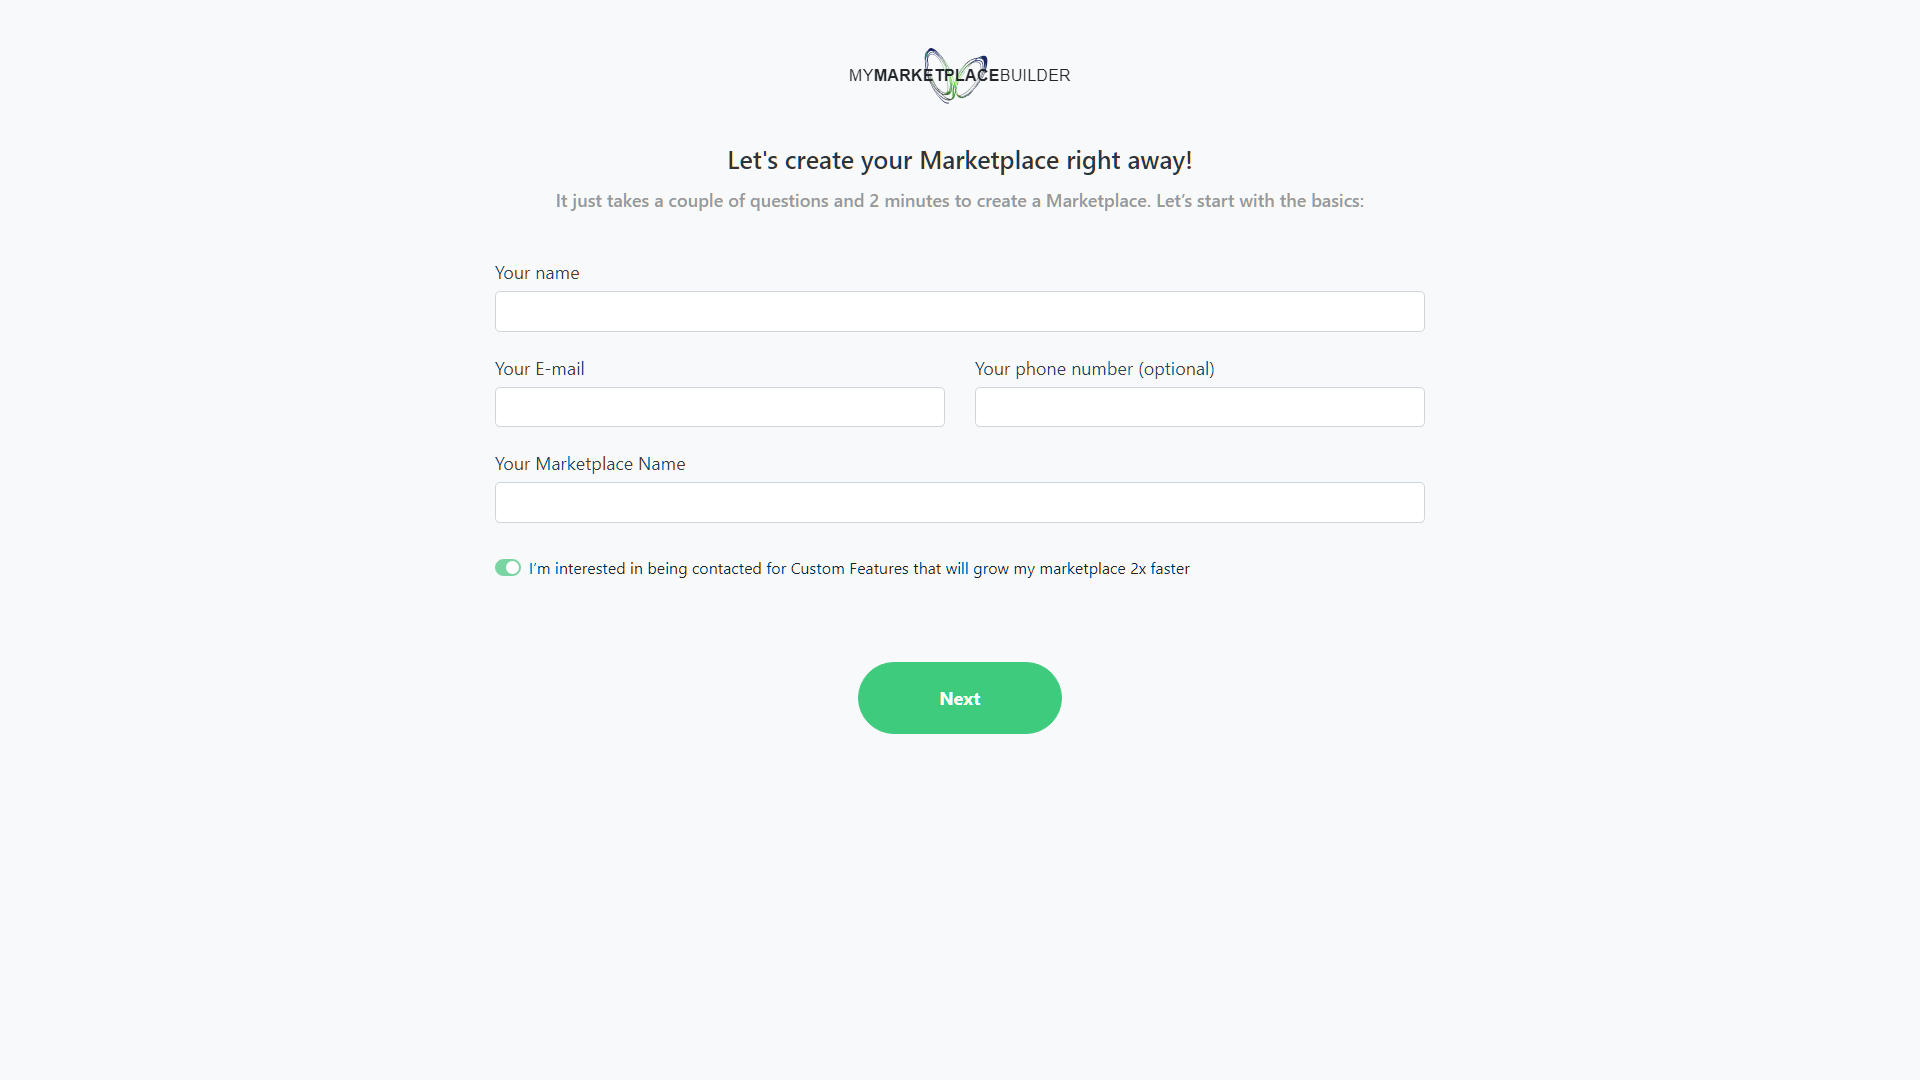 MYMARKETPLACEBUILDER
Let's create your Marketplace right away!
It just takes a couple of questions and 2 minutes to create a Marketplace. Let’s start with the basics:
Your name
Your E-mail
Your phone number (optional)
Your Marketplace Name
I’m interested in being contacted for Custom Features that will grow my marketplace 2x faster
Next